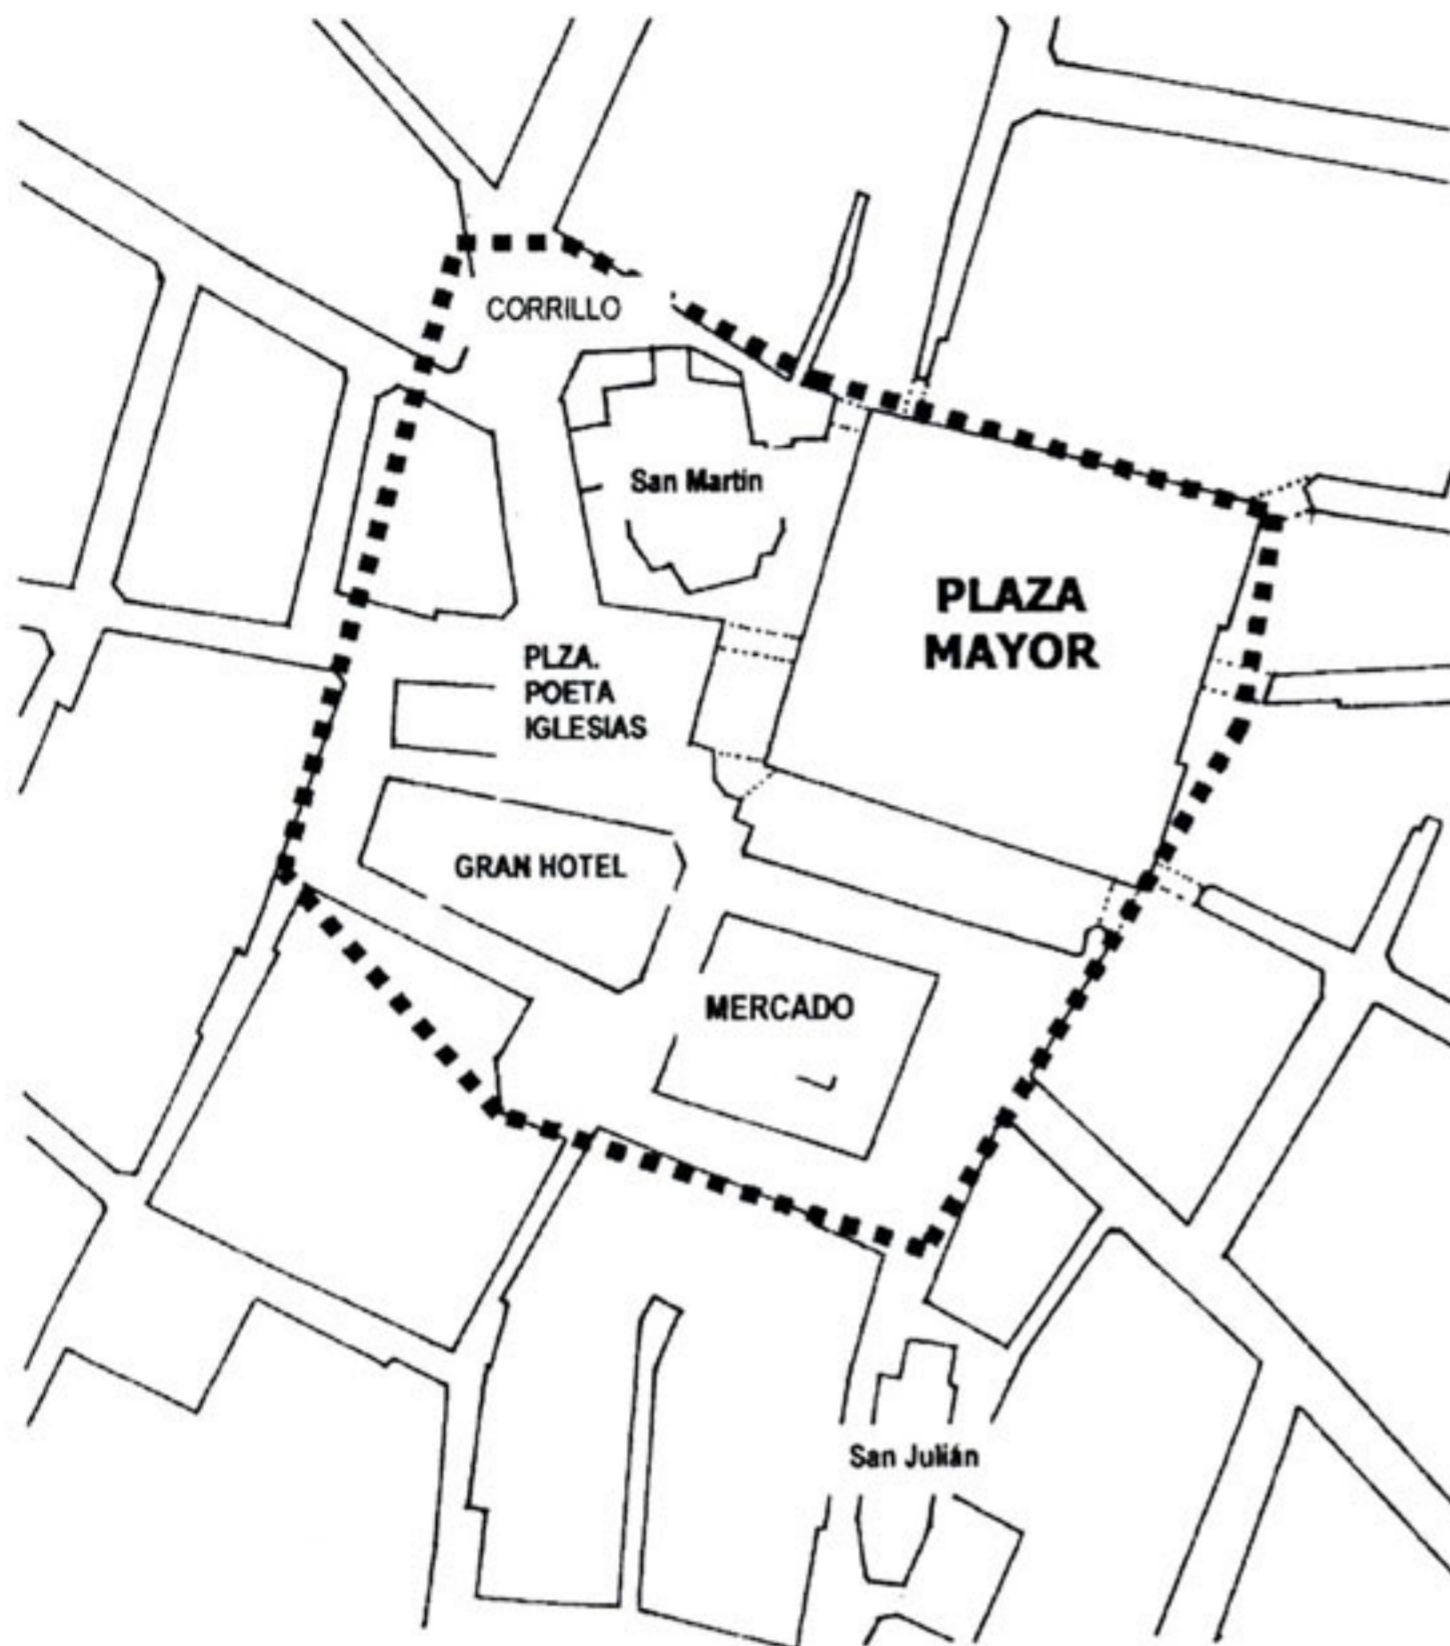 CORRILLO
San Martín
PLAZA
MAYOR
PLZA.
POETA
IGLESIAS
GRAN HOTEL
MERCADO
San Julián